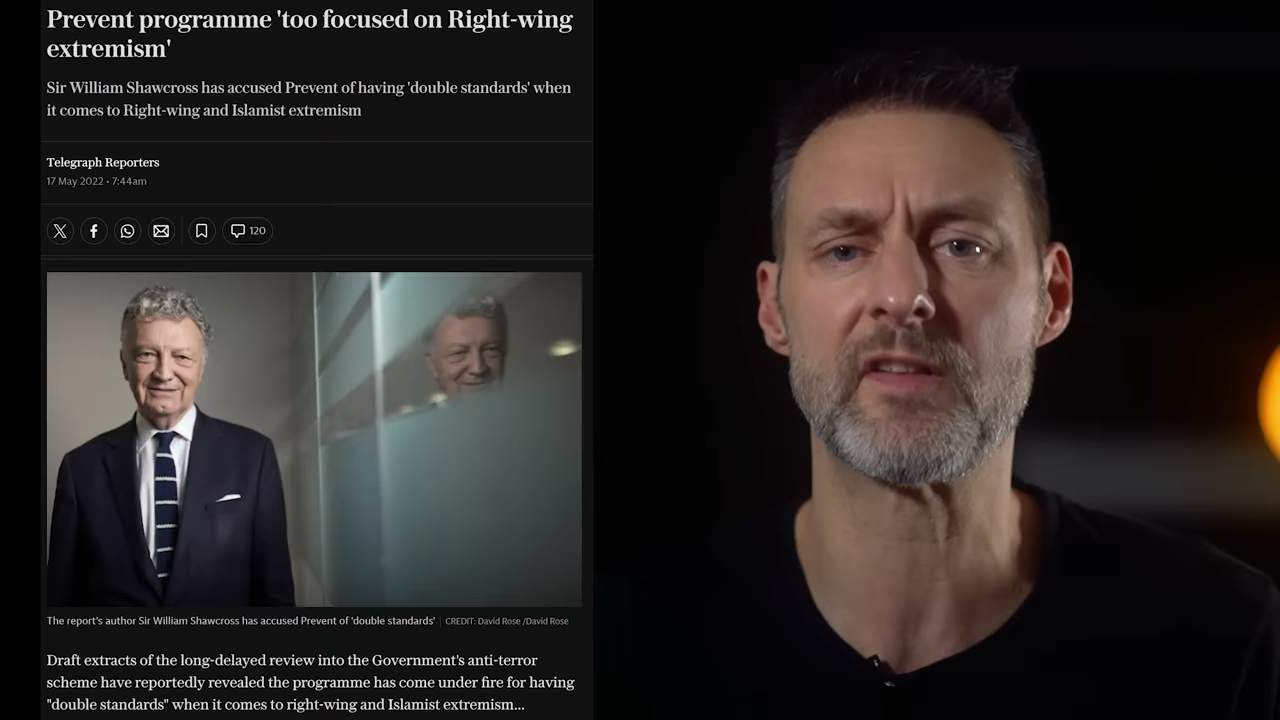 Prevent programme 'too focused on Right-wing
extremism'
Sir William Shawcross has accused Prevent of having 'double standards' when
it comes to Right-wing and Islamist extremism
Telegraph Reporters
17 May 2022 • 7:44am
120
The report's author Sir William Shawcross has accused Prevent of 'double standards' | CREDIT: David Rose /David Rose
Draft extracts of the long-delayed review into the Government's anti-terror
scheme have reportedly revealed the programme has come under fire for having
"double standards" when it comes to right-wing and Islamist extremism...